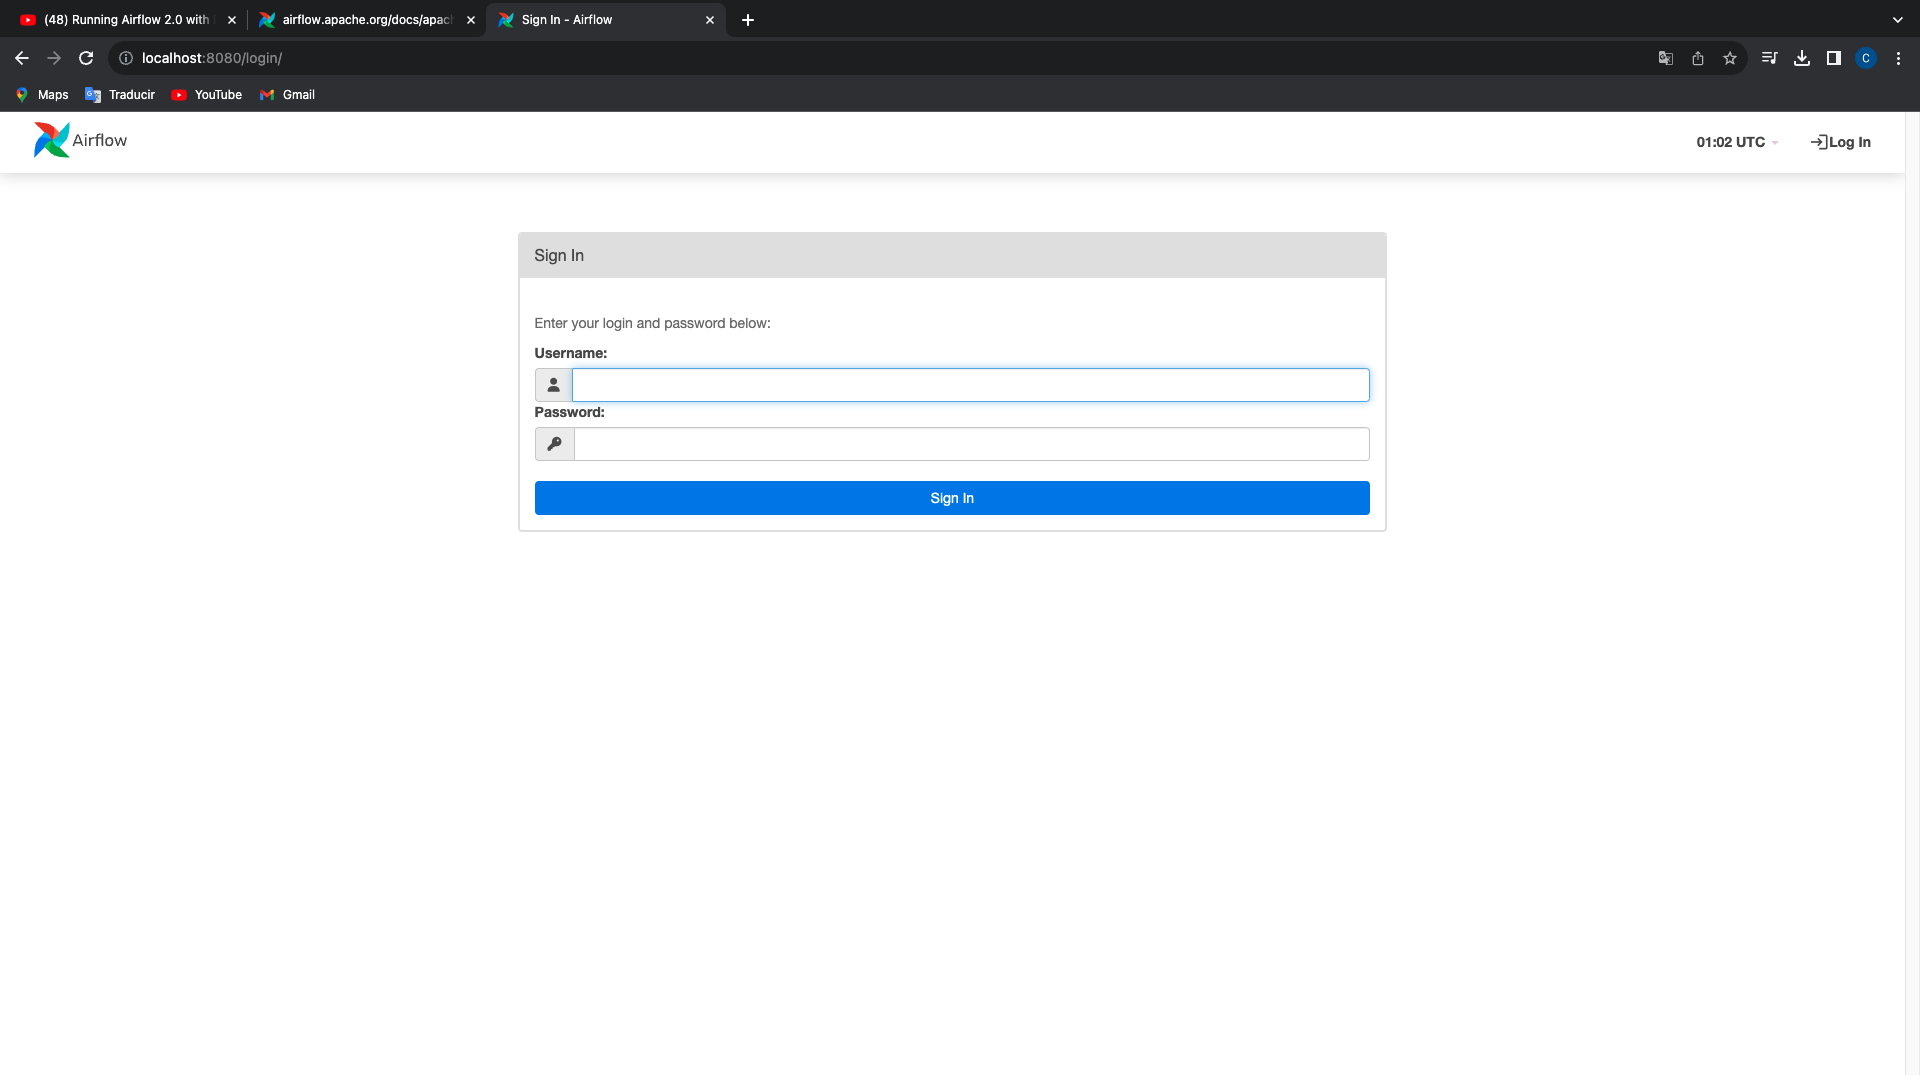 (48) Running Airflow 2.0 with
airflow.apache.org/docs/apac
Sign In - Airflow
localhost:8080/login/
C
Maps
Traducir
YouTube
Gmail
Airflow
01:02 UTC
Log In
Sign In
Enter your login and password below:
Username:
Password:
Sign In